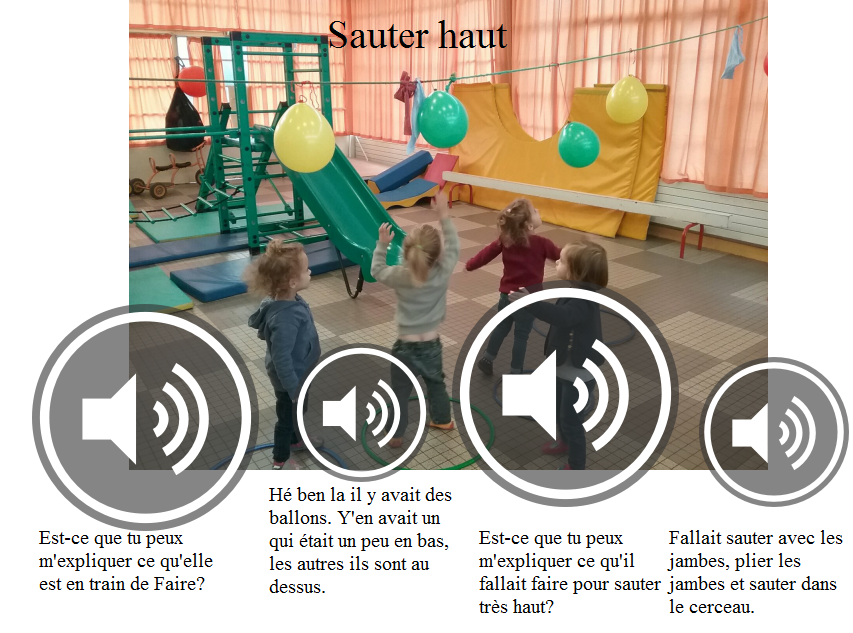 Sauter haut
Est-ce que tu peux
m'expliquer ce qu'elle
est en train de Faire?
Hé ben la il y avait des
ballons. Y'en avait un
qui était un peu en bas,
les autres ils sont au
dessus.
Est-ce que tu peux
m'expliquer ce qu'il
fallait faire pour sauter
très haut?
Fallait sauter avec les
jambes, plier les
jambes et sauter dans
le cerceau.